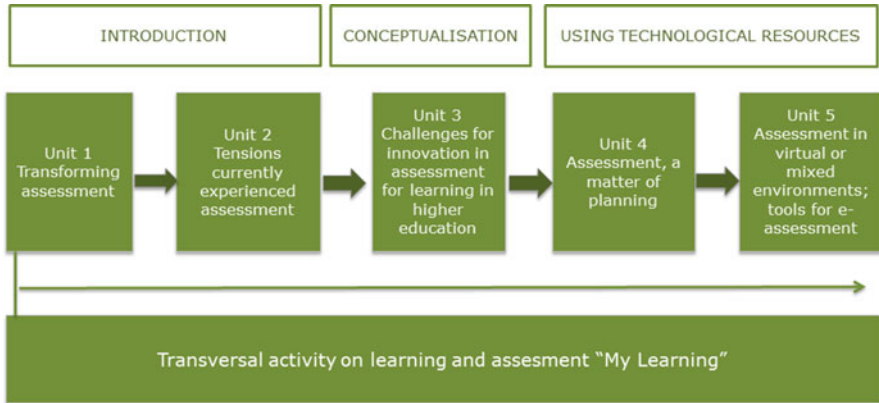 INTRODUCTION
CONCEPTUALISATION
USING TECHNOLOGICAL RESOURCES
Unit 1
Transforming
assessment
Unit 2
Tensions
currently
experienced
assessment
Unit 3
Challenges for
innovation in
assessment
for learning in
higher
education
Unit 4
Assessment, a
matter of
planning
Unit 5
Assessment in
virtual or
mixed
environments;
tools for e-
assessment
Transversal activity on learning and assesment “My Learning”